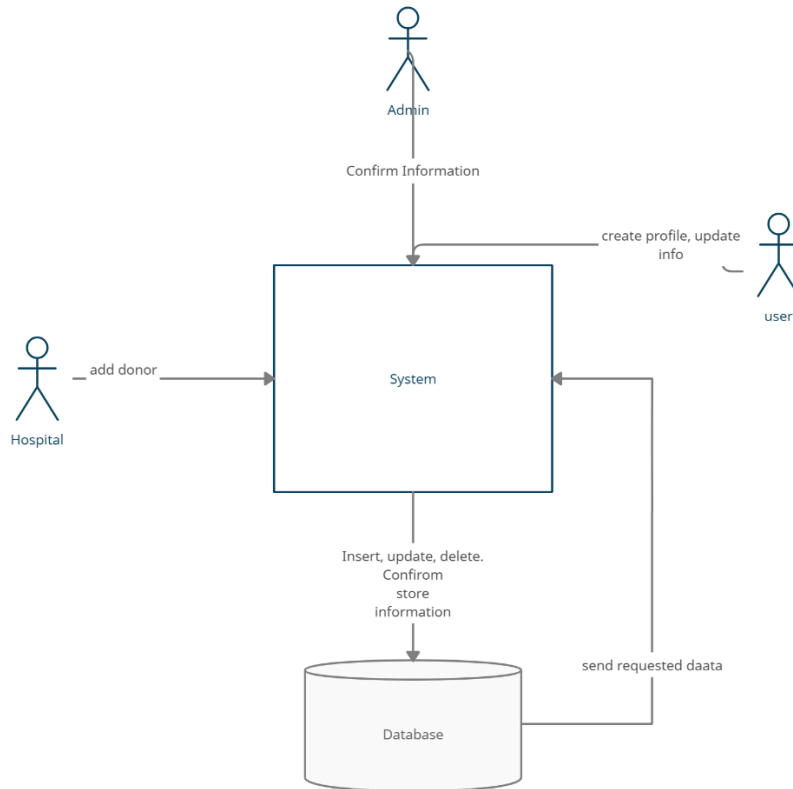 Admin
Confirm Information
create profile, update
info
user
add donor
System
Hospital
Insert, update, delete.
Confirom
store
information
send requested daata
Database